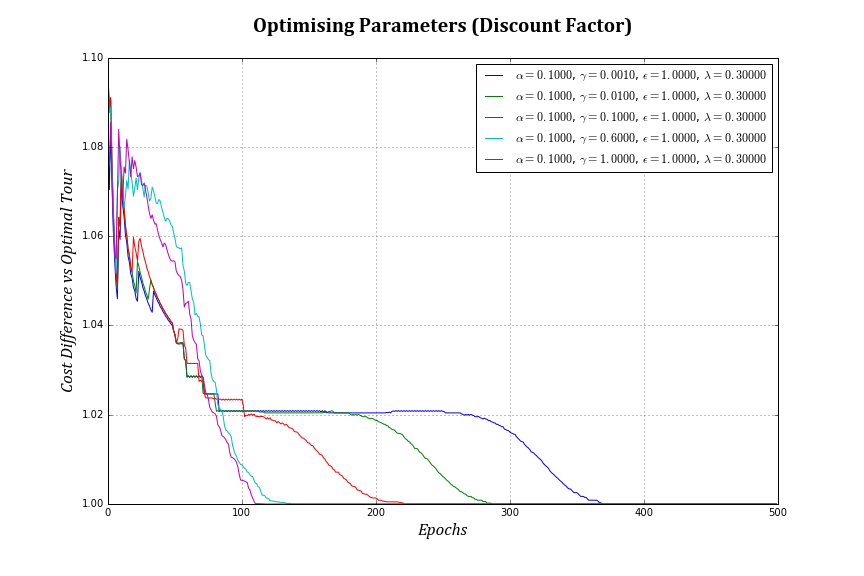 Optimising Parameters (Discount Factor)
1.10
1.08
1.06
1.04
1.02
1.00
Cost Difference vs Optimal Tour
α = 0.1000, γ = 0.0010, ϵ = 1.0000, λ = 0.30000
α = 0.1000, γ = 0.0100, ϵ = 1.0000, λ = 0.30000
α = 0.1000, γ = 0.1000, ϵ = 1.0000, λ = 0.30000
α = 0.1000, γ = 0.6000, ϵ = 1.0000, λ = 0.30000
α = 0.1000, γ = 1.0000, ϵ = 1.0000, λ = 0.30000
0 100 200 300 400 500
Epochs